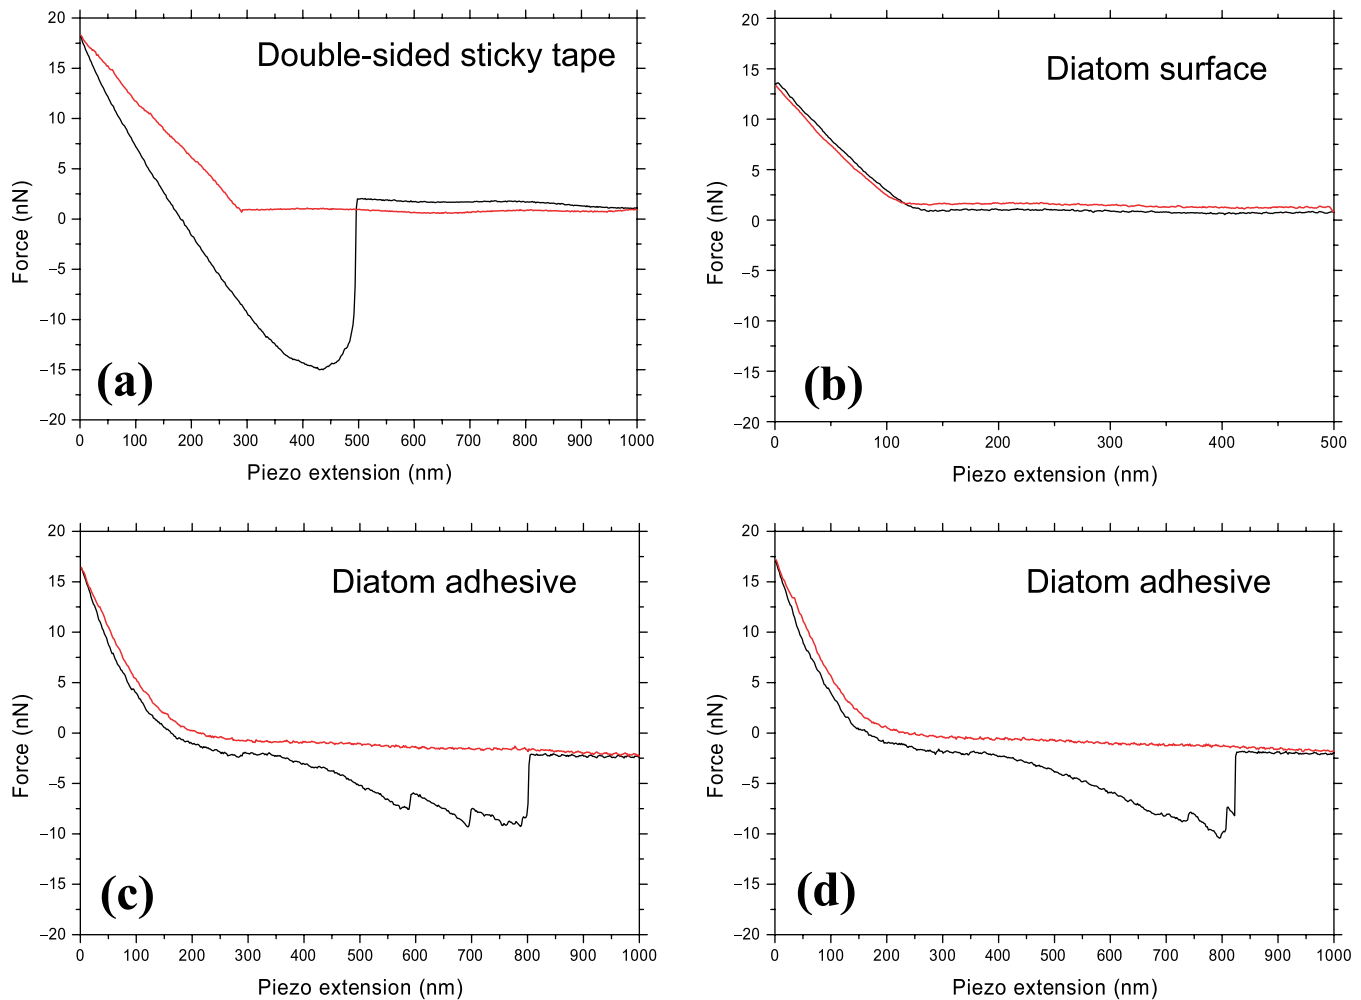 Double-sided sticky tape
Force (nN)
20
15
10
5
0
–5
–10
–15
–20
(a)
0 100 200 300 400 500 600 700 800 900 1000
Piezo extension (nm)
Diatom surface
Force (nN)
20
15
10
5
0
–5
–10
–15
–20
(b)
0 100 200 300 400 500
Piezo extension (nm)
Diatom adhesive
Force (nN)
20
15
10
5
0
–5
–10
–15
–20
(c)
0 100 200 300 400 500 600 700 800 900 1000
Piezo extension (nm)
Diatom adhesive
Force (nN)
20
15
10
5
0
–5
–10
–15
–20
(d)
0 100 200 300 400 500 600 700 800 900 1000
Piezo extension (nm)